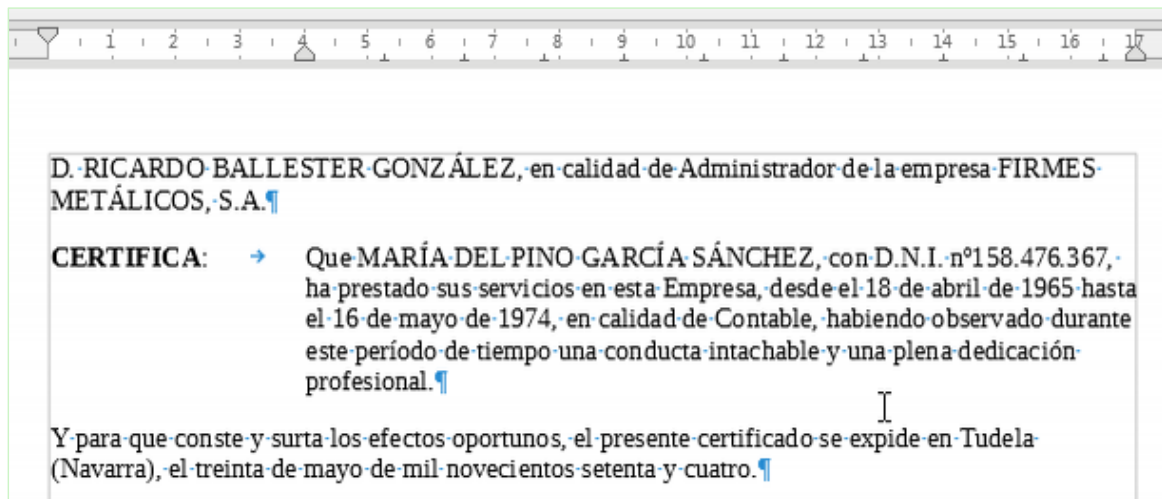 1 2 3 4 5 6 7 8 9 10 11 12 13 14 15 16 17
D. RICARDO BALLESTER GONZÁLEZ, en calidad de Administrador de la empresa FIRMES
METÁLICOS, S.A.¶
CERTIFICA: → Que MARÍA DEL PINO GARCÍA SÁNCHEZ, con D.N.I. nº158.476.367,
ha prestado sus servicios en esta Empresa, desde el 18 de abril de 1965 hasta
el 16 de mayo de 1974, en calidad de Contable, habiendo observado durante
este período de tiempo una conducta intachable y una plena dedicación
profesional.¶
Y para que conste y surta los efectos oportunos, el presente certificado se expide en Tudela
(Navarra), el treinta de mayo de mil novecientos setenta y cuatro.¶